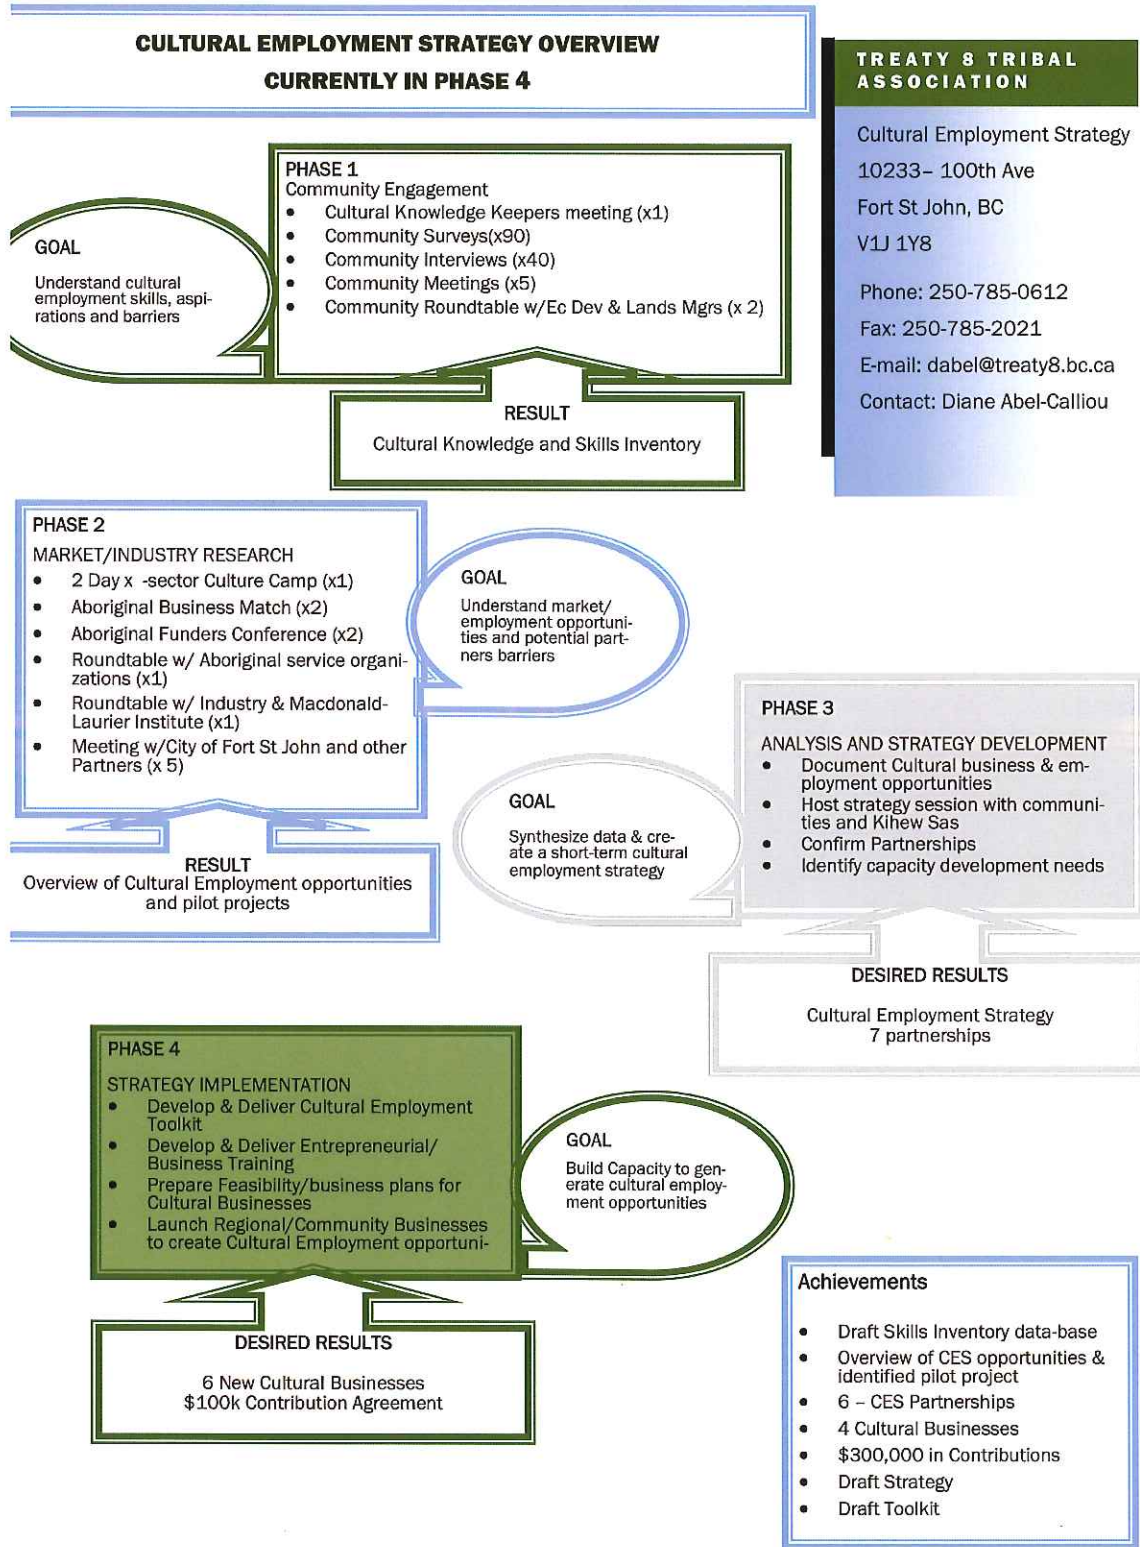 CULTURAL EMPLOYMENT STRATEGY OVERVIEW
CURRENTLY IN PHASE 4
TREATY 8 TRIBAL
ASSOCIATION
Cultural Employment Strategy
10233– 100th Ave
Fort St John, BC
V1J 1Y8
Phone: 250-785-0612
Fax: 250-785-2021
E-mail: dabel@treaty8.bc.ca
Contact: Diane Abel-Calliou
PHASE 1
Community Engagement
• Cultural Knowledge Keepers meeting (x1)
• Community Surveys(x90)
• Community Interviews (x40)
• Community Meetings (x5)
• Community Roundtable w/Ec Dev & Lands Mgrs (x 2)
GOAL
Understand cultural
employment skills, aspi-
rations and barriers
RESULT
Cultural Knowledge and Skills Inventory
PHASE 2
MARKET/INDUSTRY RESEARCH
• 2 Day x -sector Culture Camp (x1)
• Aboriginal Business Match (x2)
• Aboriginal Funders Conference (x2)
• Roundtable w/ Aboriginal service organi-
zations (x1)
• Roundtable w/ Industry & Macdonald-
Laurier Institute (x1)
• Meeting w/City of Fort St John and other
Partners (x 5)
GOAL
Understand market/
employment opportuni-
ties and potential part-
ners barriers
RESULT
Overview of Cultural Employment opportunities
and pilot projects
PHASE 3
ANALYSIS AND STRATEGY DEVELOPMENT
• Document Cultural business & em-
ployment opportunities
• Host strategy session with communi-
ties and Kihew Sas
• Confirm Partnerships
• Identify capacity development needs
GOAL
Synthesize data & cre-
ate a short-term cultural
employment strategy
DESIRED RESULTS
Cultural Employment Strategy
7 partnerships
PHASE 4
STRATEGY IMPLEMENTATION
• Develop & Deliver Cultural Employment
Toolkit
• Develop & Deliver Entrepreneurial/
Business Training
• Prepare Feasibility/business plans for
Cultural Businesses
• Launch Regional/Community Businesses
to create Cultural Employment opportuni-
GOAL
Build Capacity to gen-
erate cultural employ-
ment opportunities
DESIRED RESULTS
6 New Cultural Businesses
$100k Contribution Agreement
Achievements
• Draft Skills Inventory data-base
• Overview of CES opportunities &
identified pilot project
• 6 – CES Partnerships
• 4 Cultural Businesses
• $300,000 in Contributions
• Draft Strategy
• Draft Toolkit